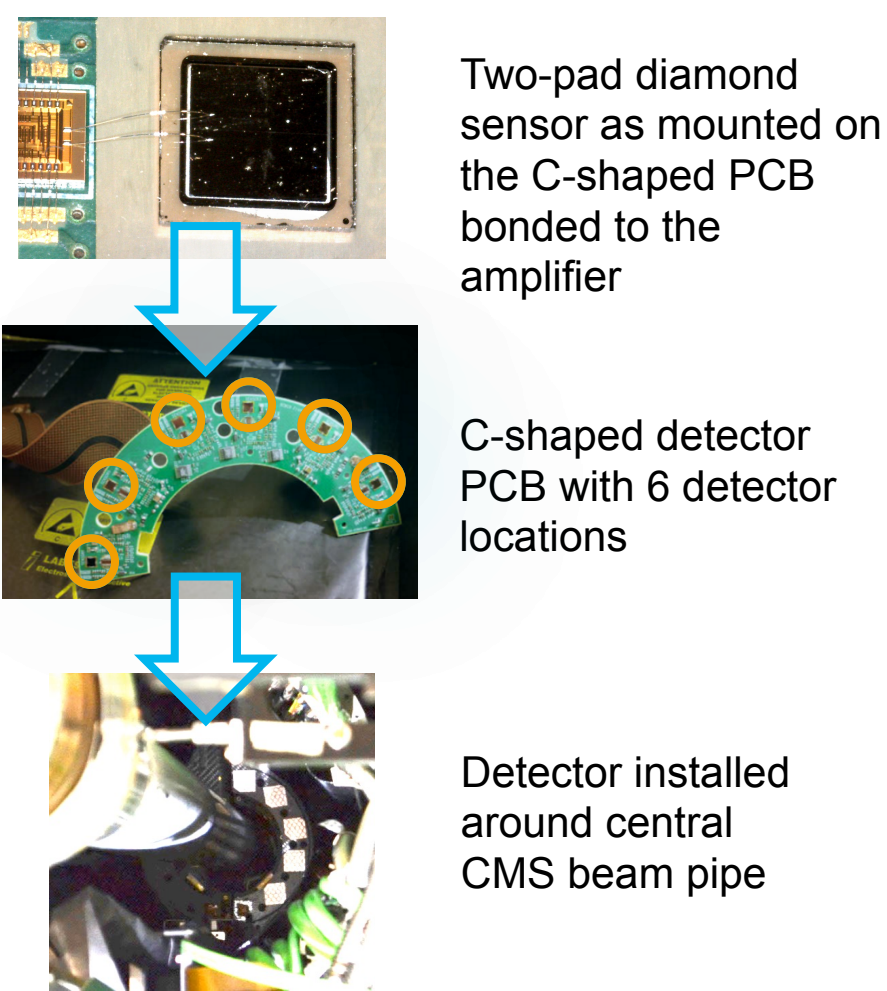 Two-pad diamond
sensor as mounted on
the C-shaped PCB
bonded to the
amplifier
ATTENTION
C-shaped detector
PCB with 6 detector
locations
Detector installed
around central
CMS beam pipe